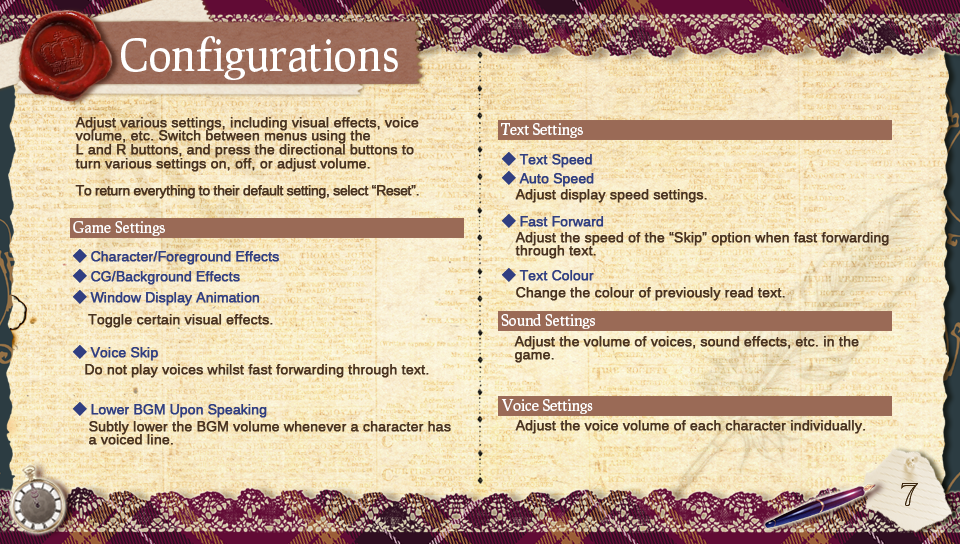 Configurations
Adjust various settings, including visual effects, voice
volume, etc. Switch between menus using the
L and R buttons, and press the directional buttons to
turn various settings on, off, or adjust volume.
To return everything to their default setting, select “Reset”.
Game Settings
Character/Foreground Effects
CG/Background Effects
Window Display Animation
Toggle certain visual effects.
Voice Skip
Do not play voices whilst fast forwarding through text.
Lower BGM Upon Speaking
Subtly lower the BGM volume whenever a character has
a voiced line.
Text Settings
Text Speed
Auto Speed
Adjust display speed settings.
Fast Forward
Adjust the speed of the “Skip” option when fast forwarding
through text.
Text Colour
Change the colour of previously read text.
Sound Settings
Adjust the volume of voices, sound effects, etc. in the
game.
Voice Settings
Adjust the voice volume of each character individually.
7